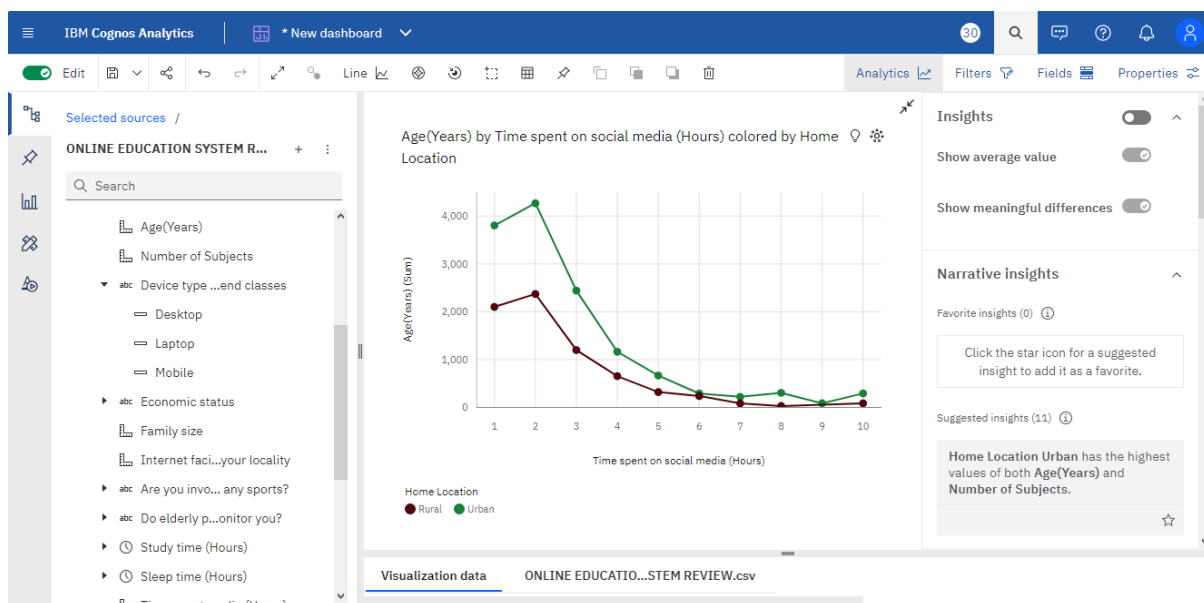 IBM Cognos Analytics
* New dashboard
30
Edit
Line
Analytics
Filters
Fields
Properties
Selected sources /
ONLINE EDUCATION SYSTEM R...
Search
Age(Years)
Number of Subjects
abc Device type ...end classes
Desktop
Laptop
Mobile
abc Economic status
Family size
Internet faci...your locality
abc Are you invo... any sports?
abc Do elderly p...onitor you?
Study time (Hours)
Sleep time (Hours)
Age(Years) by Time spent on social media (Hours) colored by Home
Location
Age(Years) (Sum)
4,000
3,000
2,000
1,000
0
1 2 3 4 5 6 7 8 9 10
Time spent on social media (Hours)
Home Location
Rural Urban
Visualization data
ONLINE EDUCATIO...STEM REVIEW.csv
Insights
Show average value
Show meaningful differences
Narrative insights
Favorite insights (0)
Click the star icon for a suggested
insight to add it as a favorite.
Suggested insights (11)
Home Location Urban has the highest
values of both Age(Years) and
Number of Subjects.